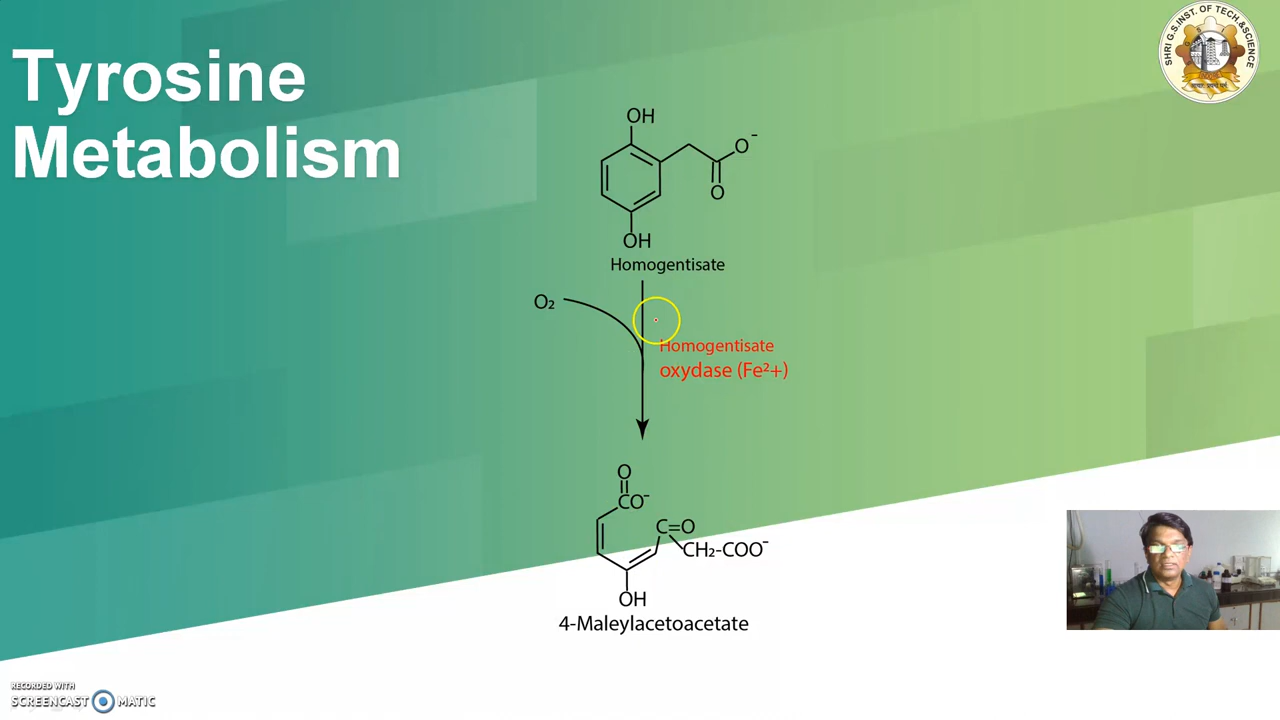 Tyrosine
Metabolism
SHRI G.S.INST. OF TECH.&SCIENCE
OH
O⁻
O
OH
Homogentisate
O₂
Homogentisate
oxydase (Fe²+)
O
CO⁻
C=O
CH₂-COO⁻
OH
4-Maleylacetoacetate
RECORDED WITH
SCREENCAST MATIC